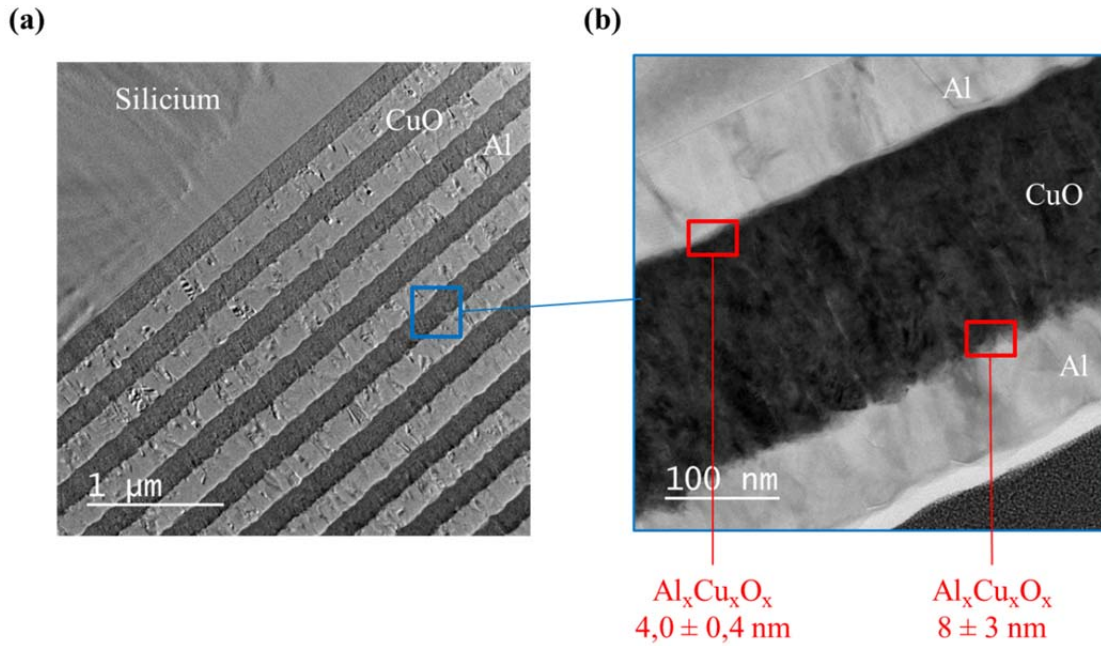 (a)
(b)
Silicium
CuO
Al
1 μm
Al
CuO
Al
100 nm
AlₓCuₓOₓ
4,0 ± 0,4 nm
AlₓCuₓOₓ
8 ± 3 nm